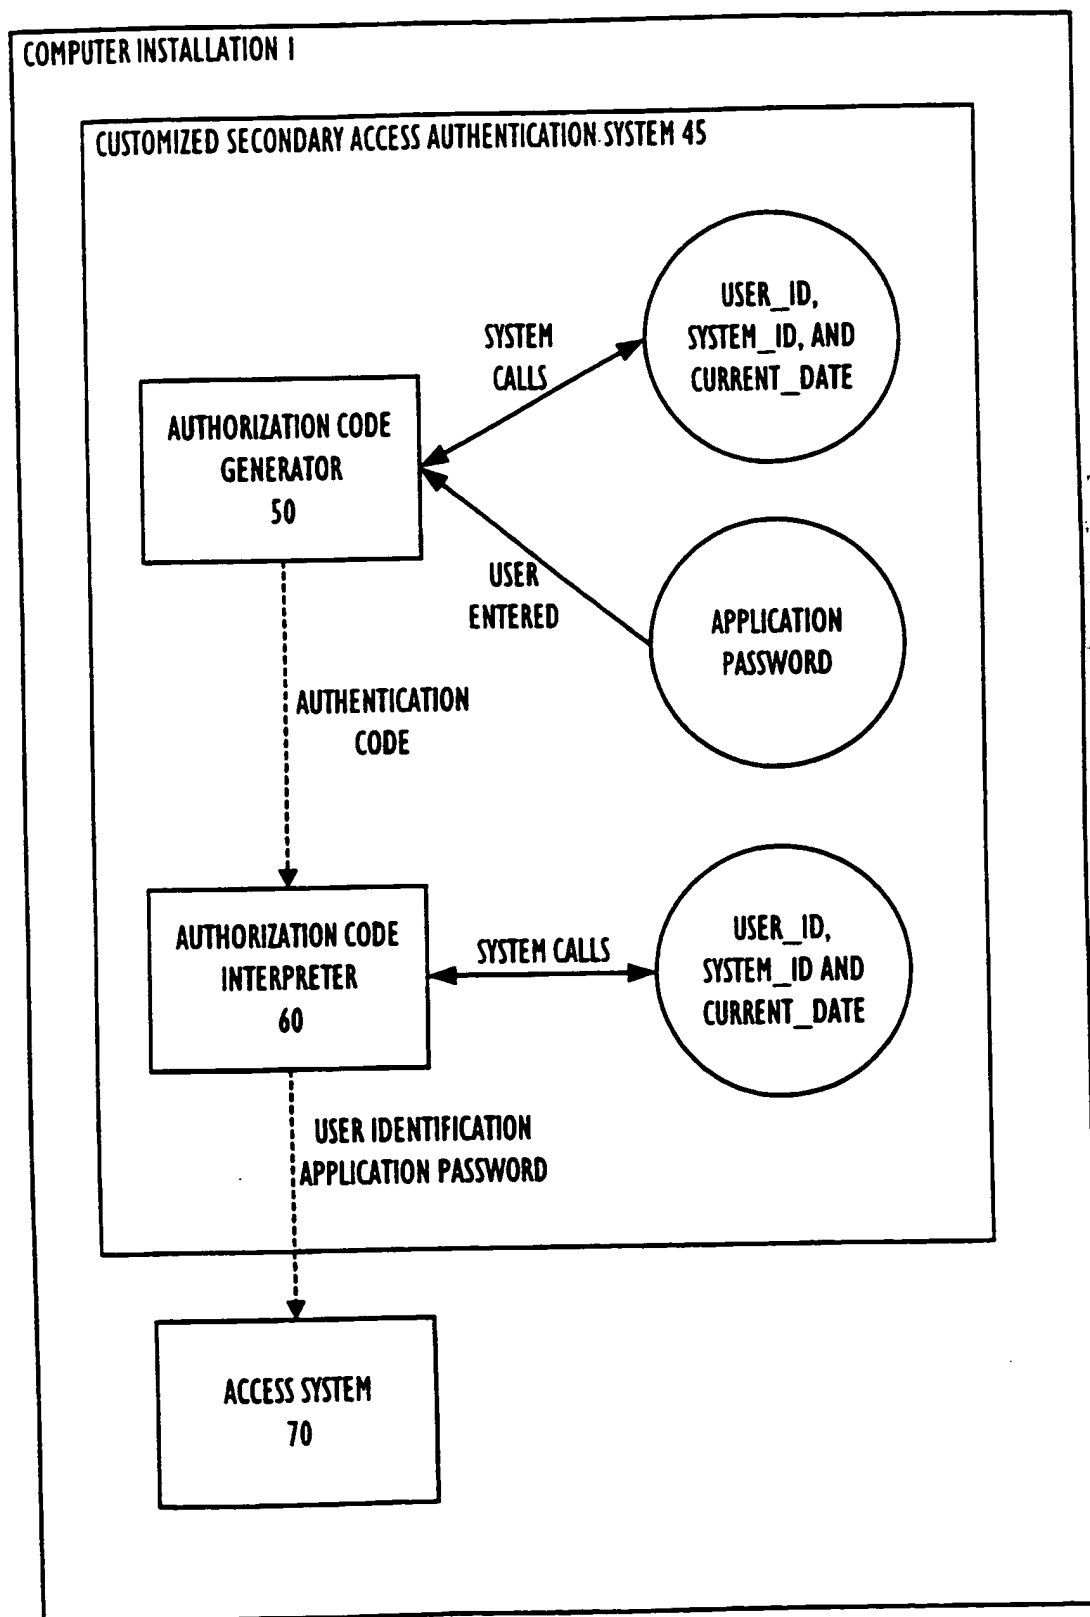 COMPUTER INSTALLATION 1
CUSTOMIZED SECONDARY ACCESS AUTHENTICATION SYSTEM 45
USER_ID,
SYSTEM_ID, AND
CURRENT_DATE
SYSTEM
CALLS
AUTHORIZATION CODE
GENERATOR
50
USER
ENTERED
APPLICATION
PASSWORD
AUTHENTICATION
CODE
AUTHORIZATION CODE
INTERPRETER
60
SYSTEM CALLS
USER_ID,
SYSTEM_ID AND
CURRENT_DATE
USER IDENTIFICATION
APPLICATION PASSWORD
ACCESS SYSTEM
70